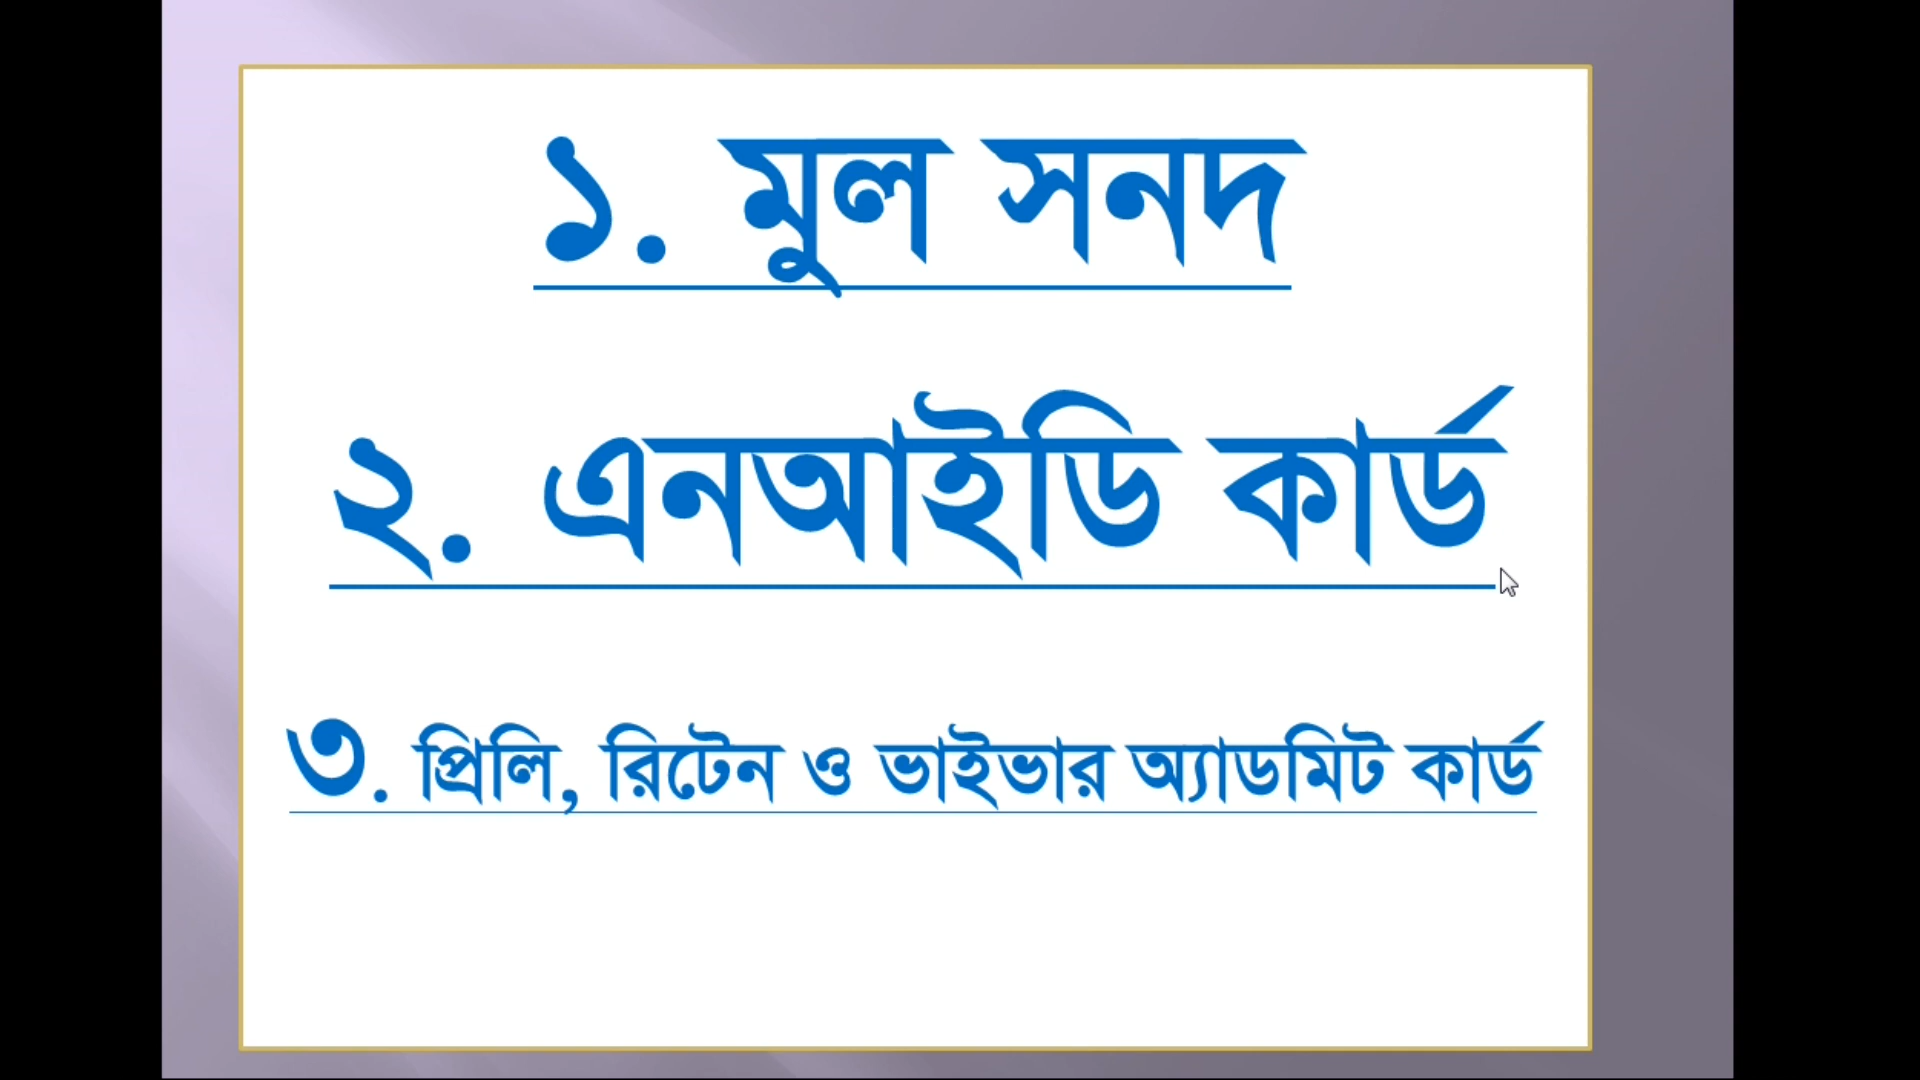 ১. মুল সনদ
২. এনআইডি কার্ড
৩. প্রিলি, রিটেন ও ভাইভার অ্যাডমিট কার্ড